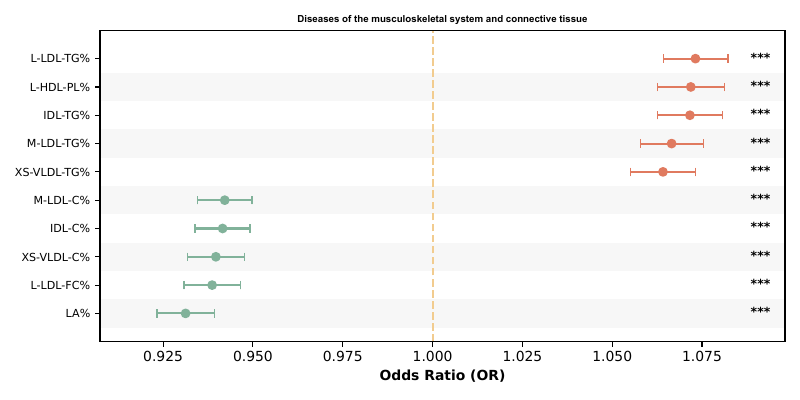 Diseases of the musculoskeletal system and connective tissue
L-LDL-TG% ***
L-HDL-PL% ***
IDL-TG% ***
M-LDL-TG% ***
XS-VLDL-TG% ***
M-LDL-C% ***
IDL-C% ***
XS-VLDL-C% ***
L-LDL-FC% ***
LA% ***
0.925 0.950 0.975 1.000 1.025 1.050 1.075
Odds Ratio (OR)